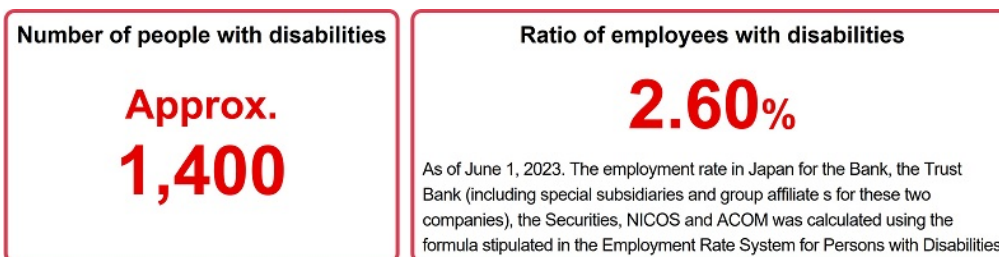 Number of people with disabilities
Approx.
1,400
Ratio of employees with disabilities
2.60%
As of June 1, 2023. The employment rate in Japan for the Bank, the Trust
Bank (including special subsidiaries and group affiliate s for these two
companies), the Securities, NICOS and ACOM was calculated using the
formula stipulated in the Employment Rate System for Persons with Disabilities